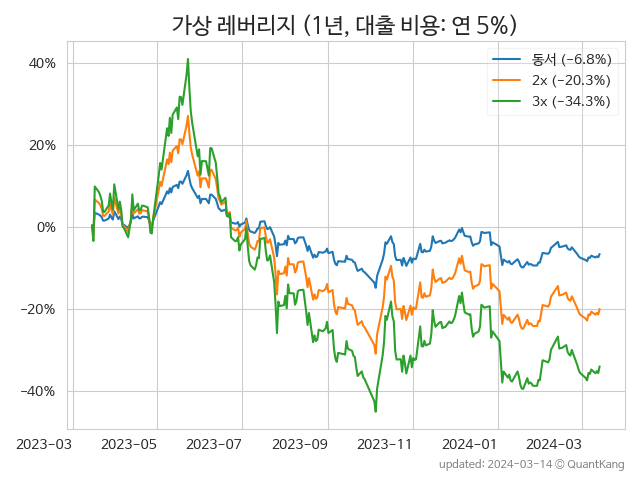 가상 레버리지 (1년, 대출 비용: 연 5%)
동서 (−6.8%)
2x (−20.3%)
3x (−34.3%)
40%
20%
0%
−20%
−40%
2023−03 2023−05 2023−07 2023−09 2023−11 2024−01 2024−03
updated: 2024-03-14 © QuantKang